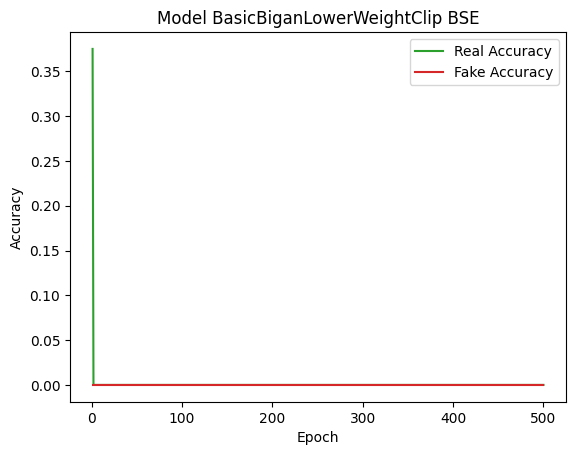 Model BasicBiganLowerWeightClip BSE
Real Accuracy
Fake Accuracy
Accuracy
0.35
0.30
0.25
0.20
0.15
0.10
0.05
0.00
0 100 200 300 400 500
Epoch